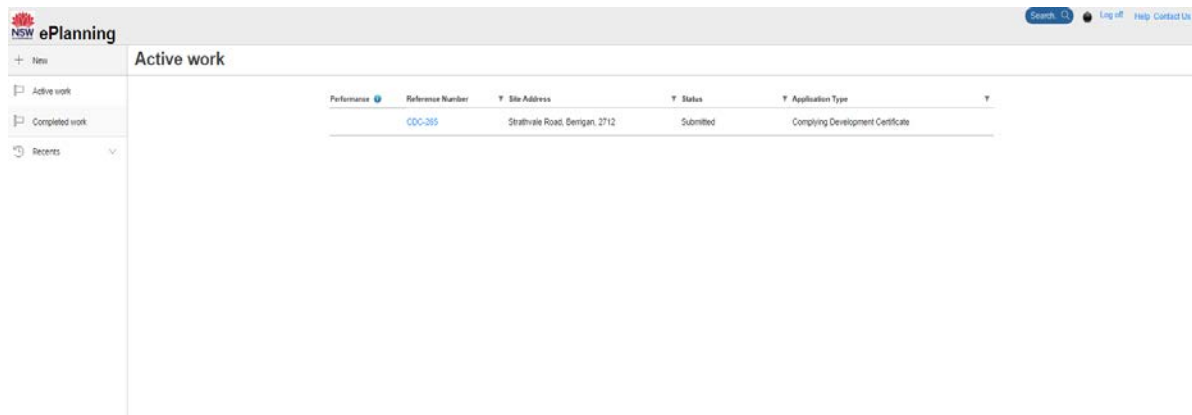 Search. Log off Help Contact Us
NSW ePlanning
New
Active work
Active work
Completed work
Recents
Performance Reference Number Site Address Status Application Type
CDC-265 Strathvale Road, Berrigan, 2712 Submitted Complying Development Certificate